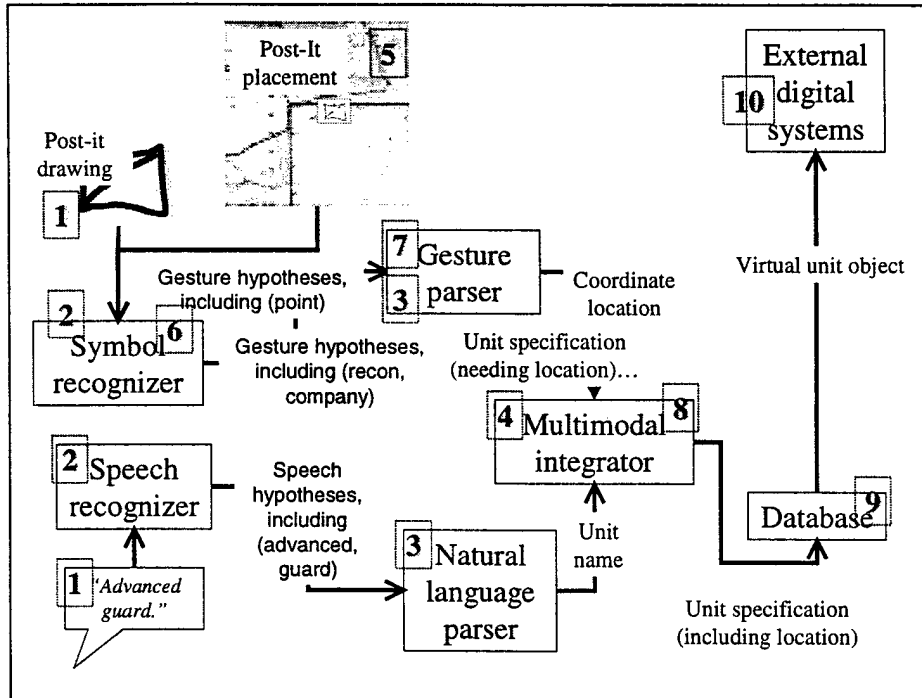 Post-It
placement
5
External
digital
systems
10
Post-it
drawing
1
7
Gesture
parser
3
Gesture hypotheses,
including (point)
Coordinate
location
Virtual unit object
2
6
Symbol
recognizer
Gesture hypotheses,
including (recon,
company)
Unit specification
(needing location)…
4
8
Multimodal
integrator
2
Speech
recognizer
Speech
hypotheses,
including
(advanced,
guard)
9
Database
Unit
name
3
Natural
language
parser
1
"Advanced
guard."
Unit specification
(including location)